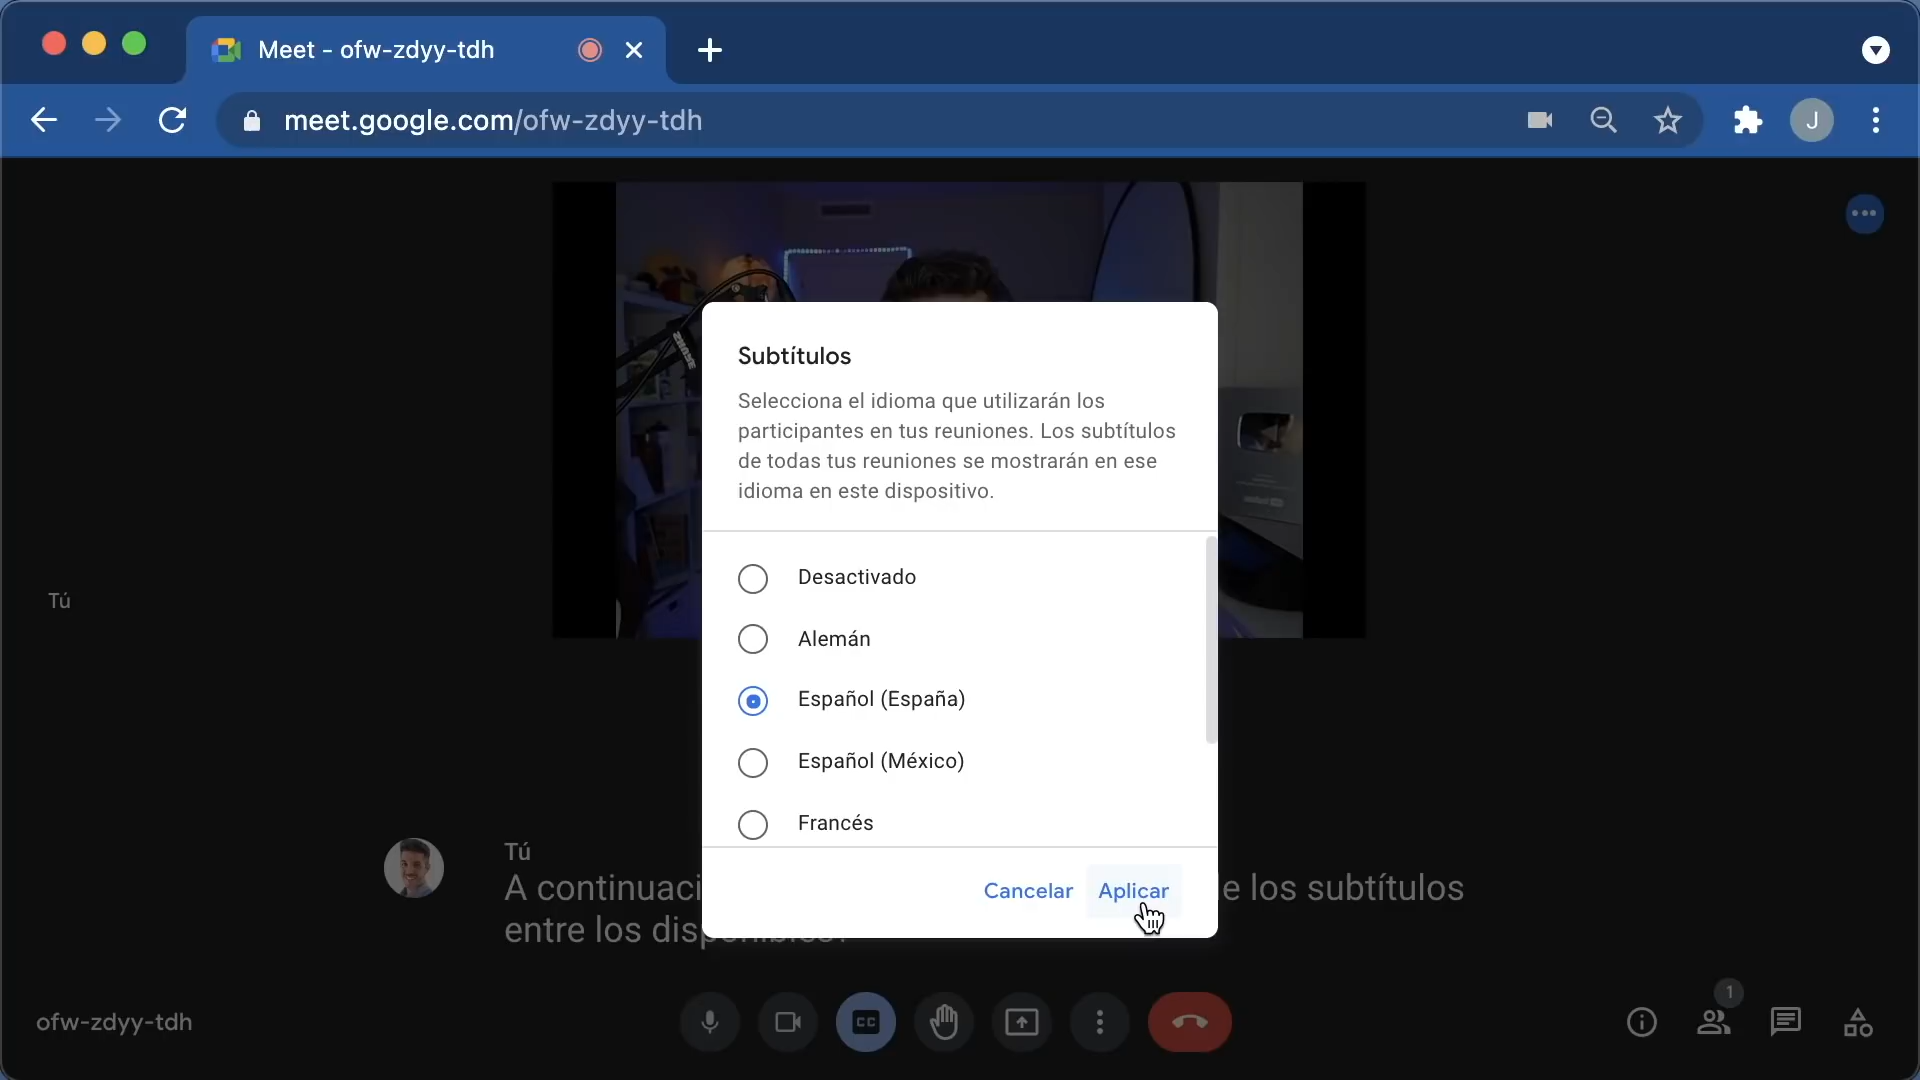 Meet - ofw-zdyy-tdh
meet.google.com/ofw-zdyy-tdh
J
Subtítulos
Selecciona el idioma que utilizarán los
participantes en tus reuniones. Los subtítulos
de todas tus reuniones se mostrarán en ese
idioma en este dispositivo.
Desactivado
Alemán
Español (España)
Español (México)
Francés
Cancelar
Aplicar
Tú
Tú
A continuaci
e los subtítulos
entre los disponibles.
ofw-zdyy-tdh
CC
1